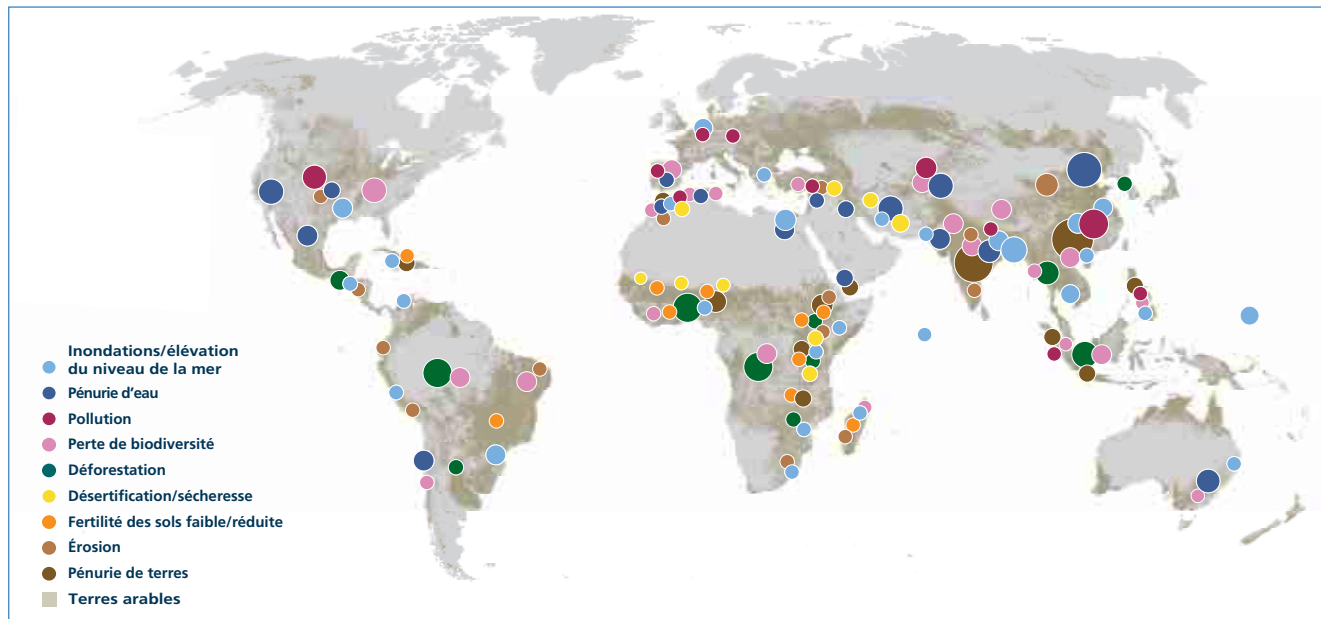 Inondations/élévation
du niveau de la mer
Pénurie d'eau
Pollution
Perte de biodiversité
Déforestation
Désertification/sécheresse
Fertilité des sols faible/réduite
Érosion
Pénurie de terres
Terres arables